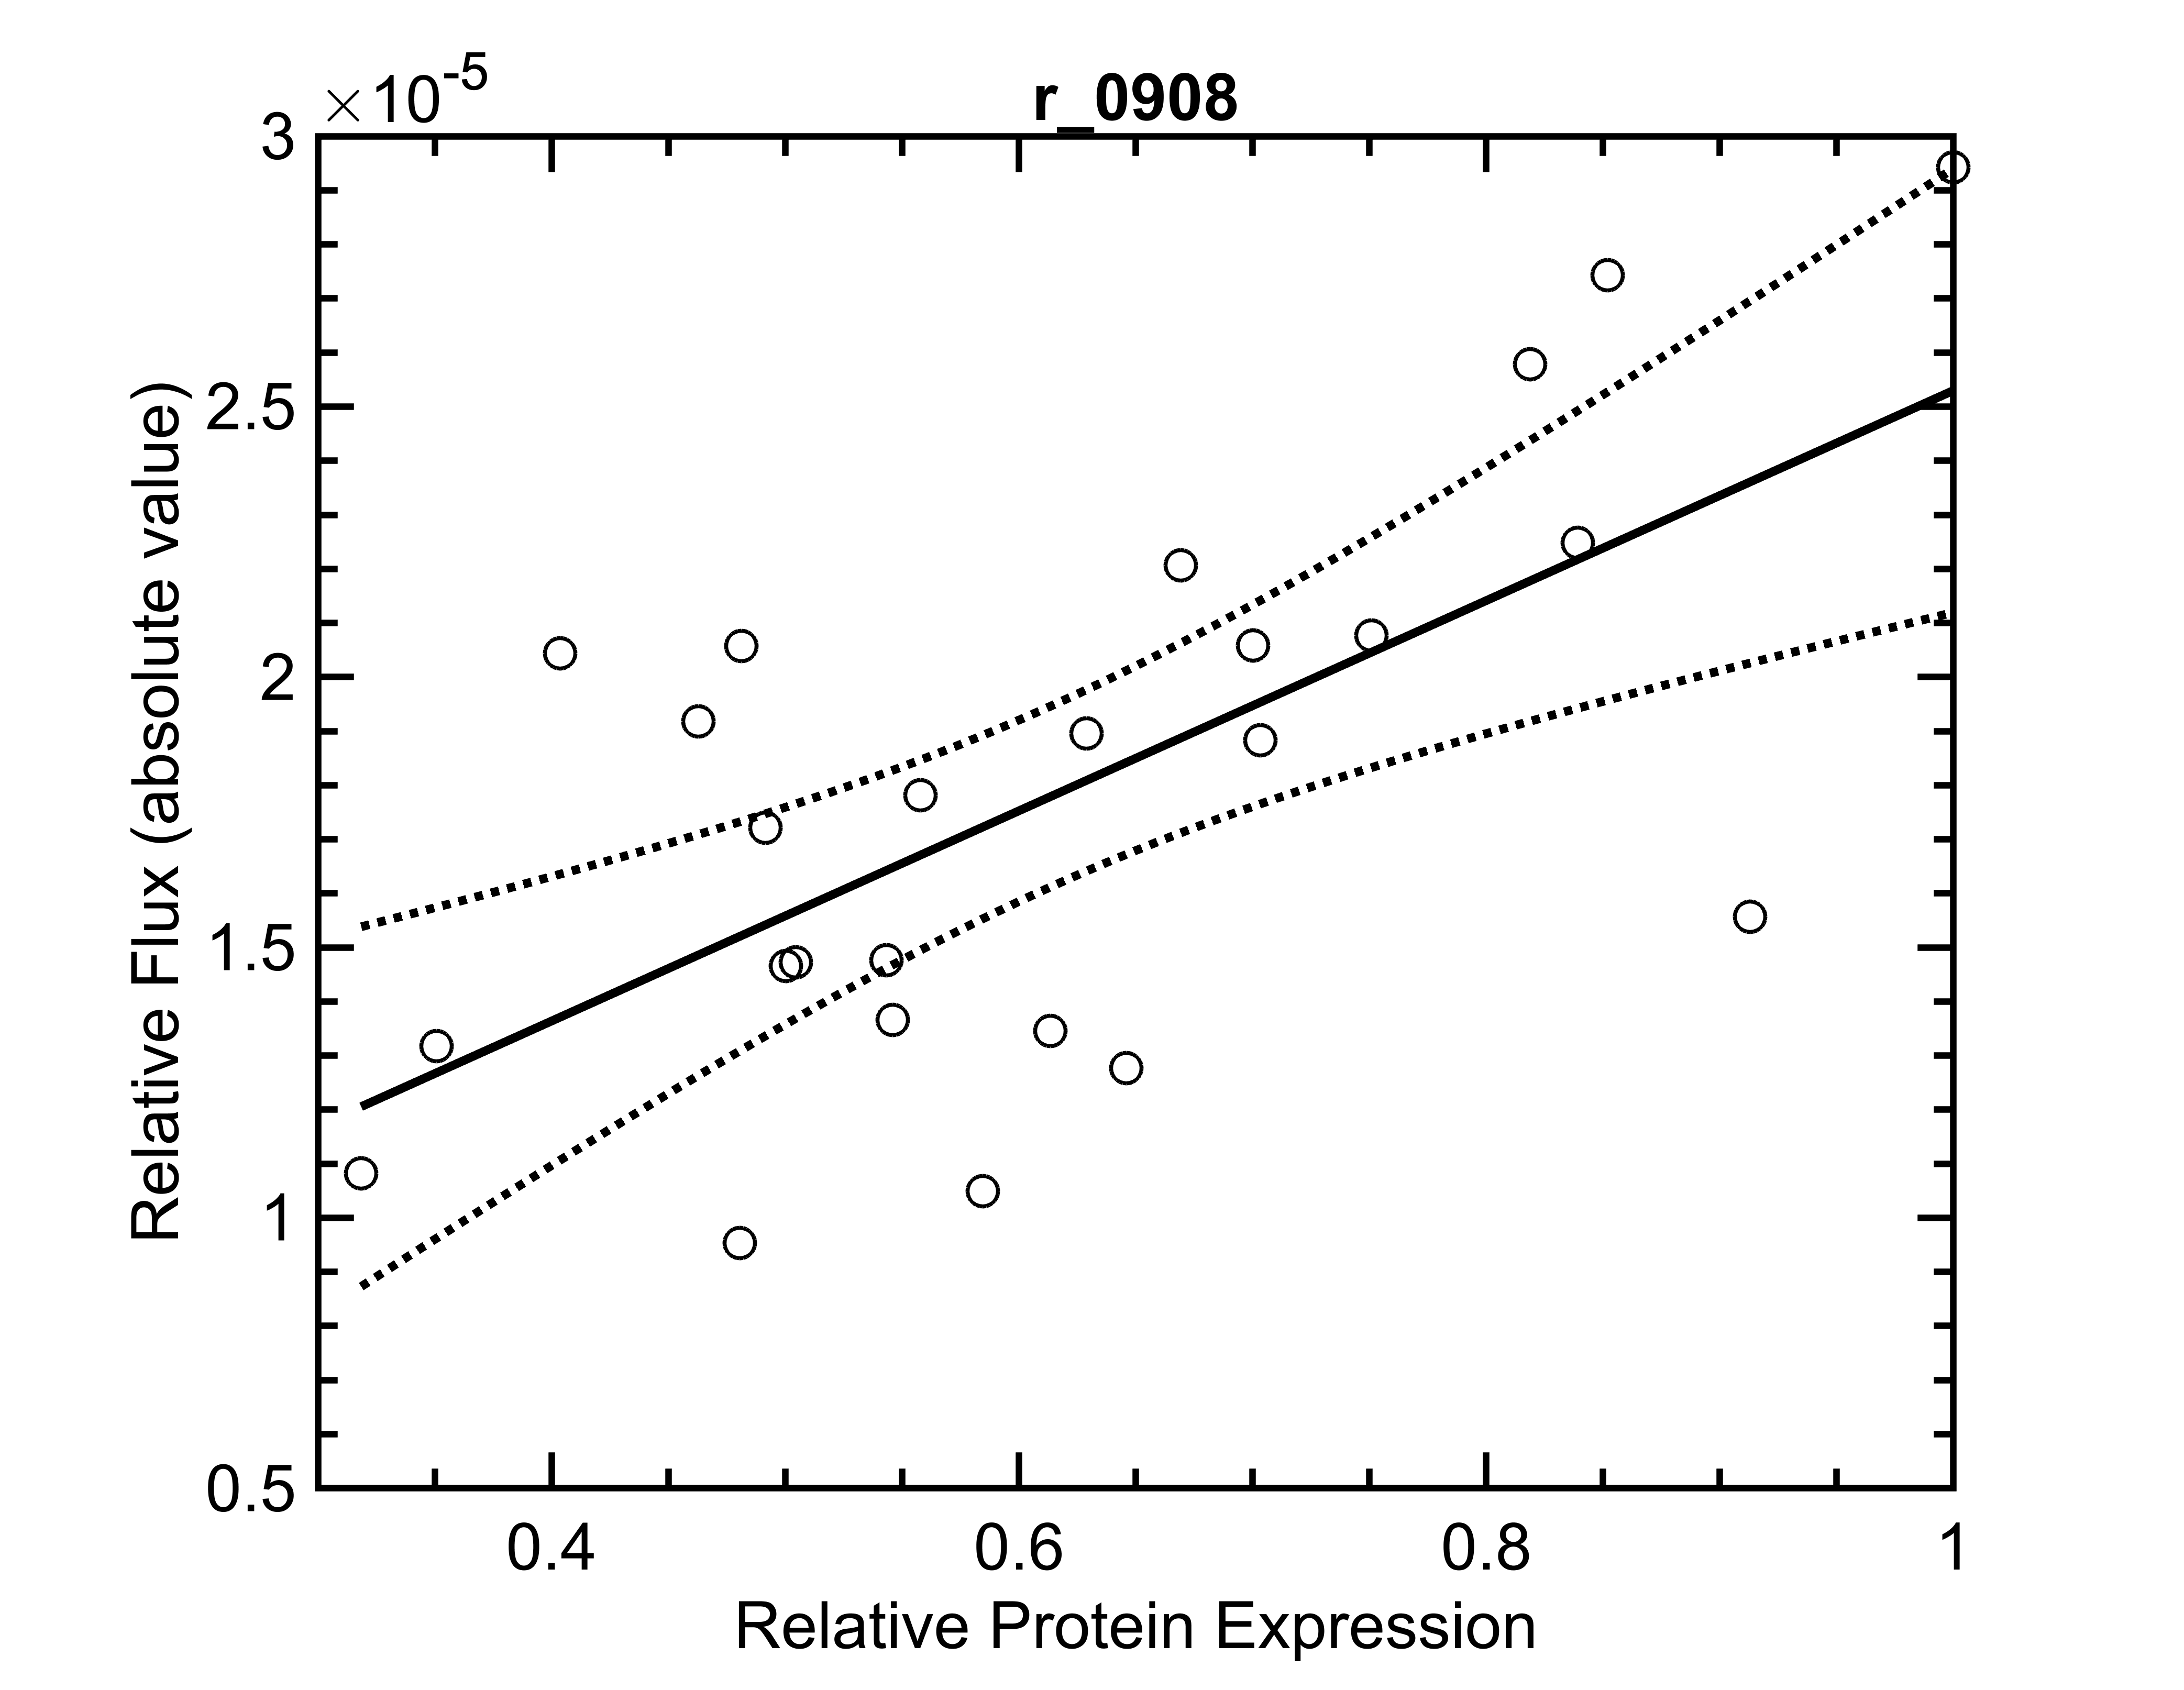 ×10-5
r_0908
3
2.5
2
1.5
1
0.5
Relative Flux (absolute value)
0.4 0.6 0.8 1
Relative Protein Expression